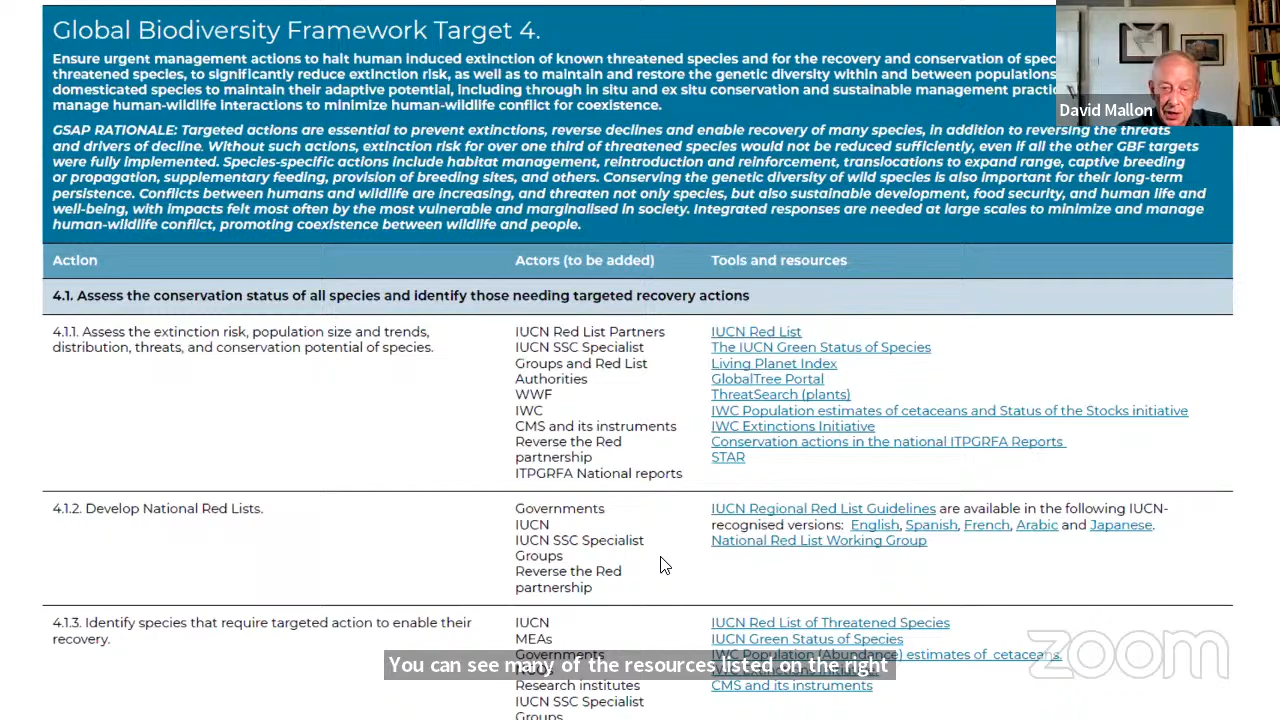 Global Biodiversity Framework Target 4.
Ensure urgent management actions to halt human induced extinction of known threatened species and for the recovery and conservation of spec
threatened species, to significantly reduce extinction risk, as well as to maintain and restore the genetic diversity within and between populations
domesticated species to maintain their adaptive potential, including through in situ and ex situ conservation and sustainable management practic
manage human-wildlife interactions to minimize human-wildlife conflict for coexistence.
David Mallon
GSAP RATIONALE: Targeted actions are essential to prevent extinctions, reverse declines and enable recovery of many species, in addition to reversing the threats
and drivers of decline. Without such actions, extinction risk for over one third of threatened species would not be reduced sufficiently, even if all the other GBF targets
were fully implemented. Species-specific actions include habitat management, reintroduction and reinforcement, translocations to expand range, captive breeding
or propagation, supplementary feeding, provision of breeding sites, and others. Conserving the genetic diversity of wild species is also important for their long-term
persistence. Conflicts between humans and wildlife are increasing, and threaten not only species, but also sustainable development, food security, and human life and
well-being, with impacts felt most often by the most vulnerable and marginalised in society. Integrated responses are needed at large scales to minimize and manage
human-wildlife conflict, promoting coexistence between wildlife and people.
Action
Actors (to be added)
Tools and resources
4.1. Assess the conservation status of all species and identify those needing targeted recovery actions
4.1.1. Assess the extinction risk, population size and trends,
distribution, threats, and conservation potential of species.
IUCN Red List Partners
IUCN SSC Specialist
Groups and Red List
Authorities
WWF
IWC
CMS and its instruments
Reverse the Red
partnership
ITPGRFA National reports
IUCN Red List
The IUCN Green Status of Species
Living Planet Index
GlobalTree Portal
ThreatSearch (plants)
IWC Population estimates of cetaceans and Status of the Stocks initiative
IWC Extinctions Initiative
Conservation actions in the national ITPGRFA Reports
STAR
4.1.2. Develop National Red Lists.
Governments
IUCN
IUCN SSC Specialist
Groups
Reverse the Red
partnership
IUCN Regional Red List Guidelines are available in the following IUCN-
recognised versions: English, Spanish, French, Arabic and Japanese.
National Red List Working Group
4.1.3. Identify species that require targeted action to enable their
recovery.
IUCN
MEAs
Governments
Research institutes
IUCN SSC Specialist
Groups
IUCN Red List of Threatened Species
IUCN Green Status of Species
IWC Population (Abundance) estimates of cetaceans.
CMS and its instruments
You can see many of the resources listed on the right
zoom